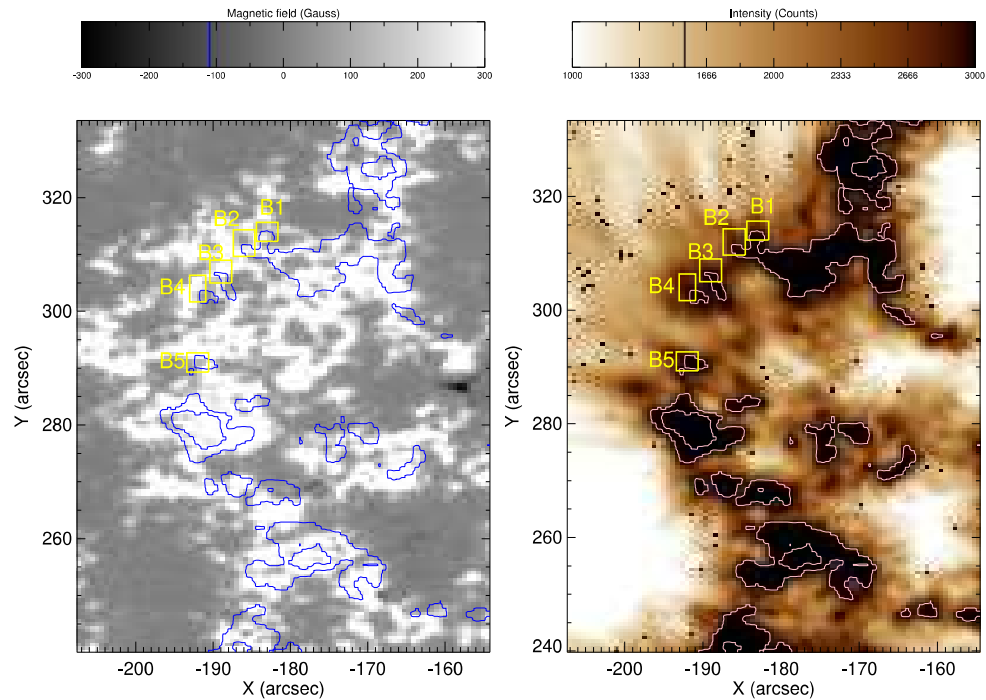 Magnetic field (Gauss)
Intensity (Counts)
-300 -200 -100 0 100 200 300
1000 1333 1666 2000 2333 2666 3000
320
300
280
260
Y (arcsec)
B1
B2
B3
B4
B5
-200 -190 -180 -170 -160
X (arcsec)
320
300
280
260
240
Y (arcsec)
B1
B2
B3
B4
B5
-200 -190 -180 -170 -160
X (arcsec)